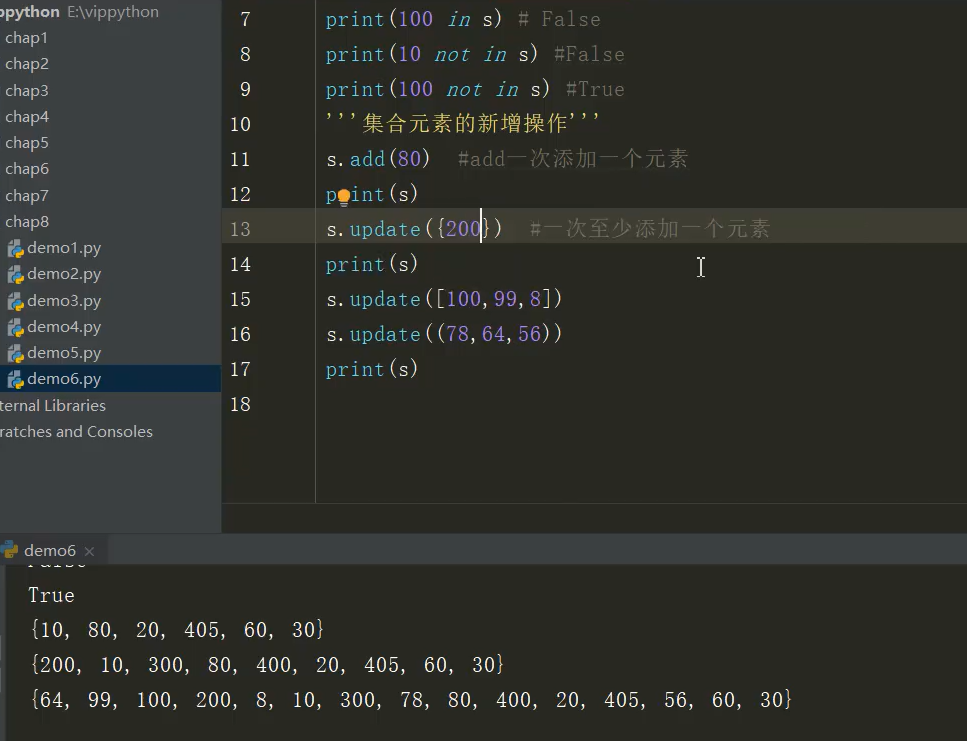 ppython E:\vippython
chap1
chap2
chap3
chap4
chap5
chap6
chap7
chap8
demo1.py
demo2.py
demo3.py
demo4.py
demo5.py
demo6.py
ternal Libraries
ratches and Consoles
7 print(100 in s) # False
8 print(10 not in s) #False
9 print(100 not in s) #True
10 '''集合元素的新增操作'''
11 s.add(80) #add一次添加一个元素
12 print(s)
13 s.update({200}) #一次至少添加一个元素
14 print(s)
15 s.update([100,99,8])
16 s.update((78,64,56))
17 print(s)
18
demo6 ×
False
True
{10, 80, 20, 405, 60, 30}
{200, 10, 300, 80, 400, 20, 405, 60, 30}
{64, 99, 100, 200, 8, 10, 300, 78, 80, 400, 20, 405, 56, 60, 30}